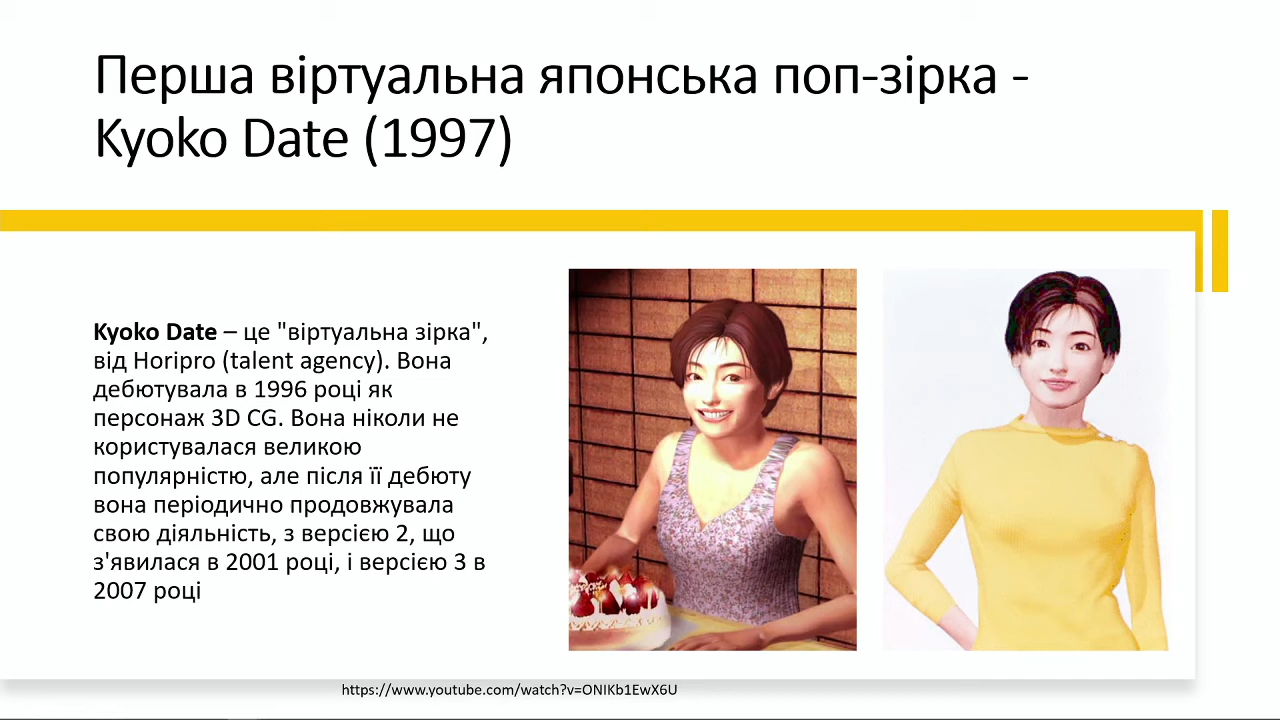 Перша віртуальна японська поп-зірка -
Kyoko Date (1997)
Kyoko Date – це "віртуальна зірка",
від Horipro (talent agency). Вона
дебютувала в 1996 році як
персонаж 3D CG. Вона ніколи не
користувалася великою
популярністю, але після її дебюту
вона періодично продовжувала
свою діяльність, з версією 2, що
з'явилася в 2001 році, і версією 3 в
2007 році
https://www.youtube.com/watch?v=ONIKb1EwX6U